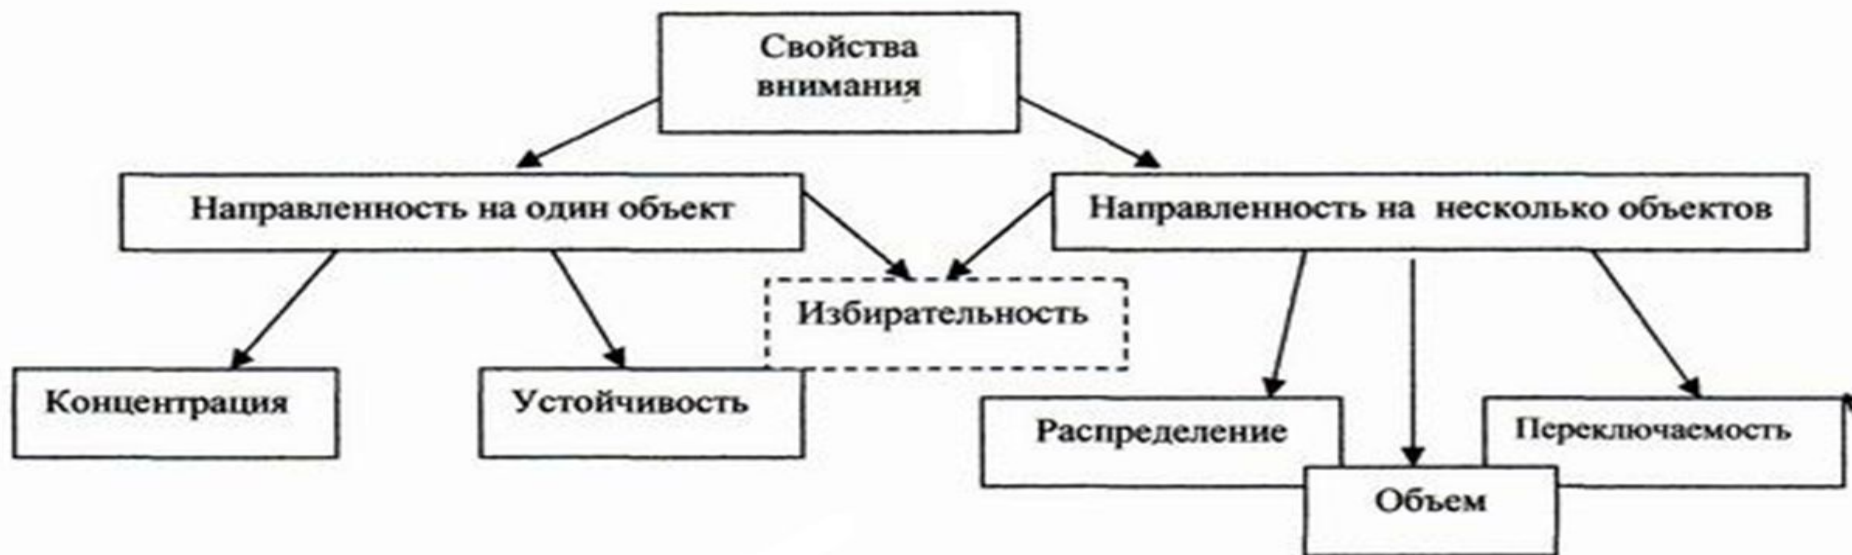 Свойства
внимания
Направленность на один объект
Направленность на несколько объектов
Избирательность
Концентрация
Устойчивость
Распределение
Переключаемость
Объем